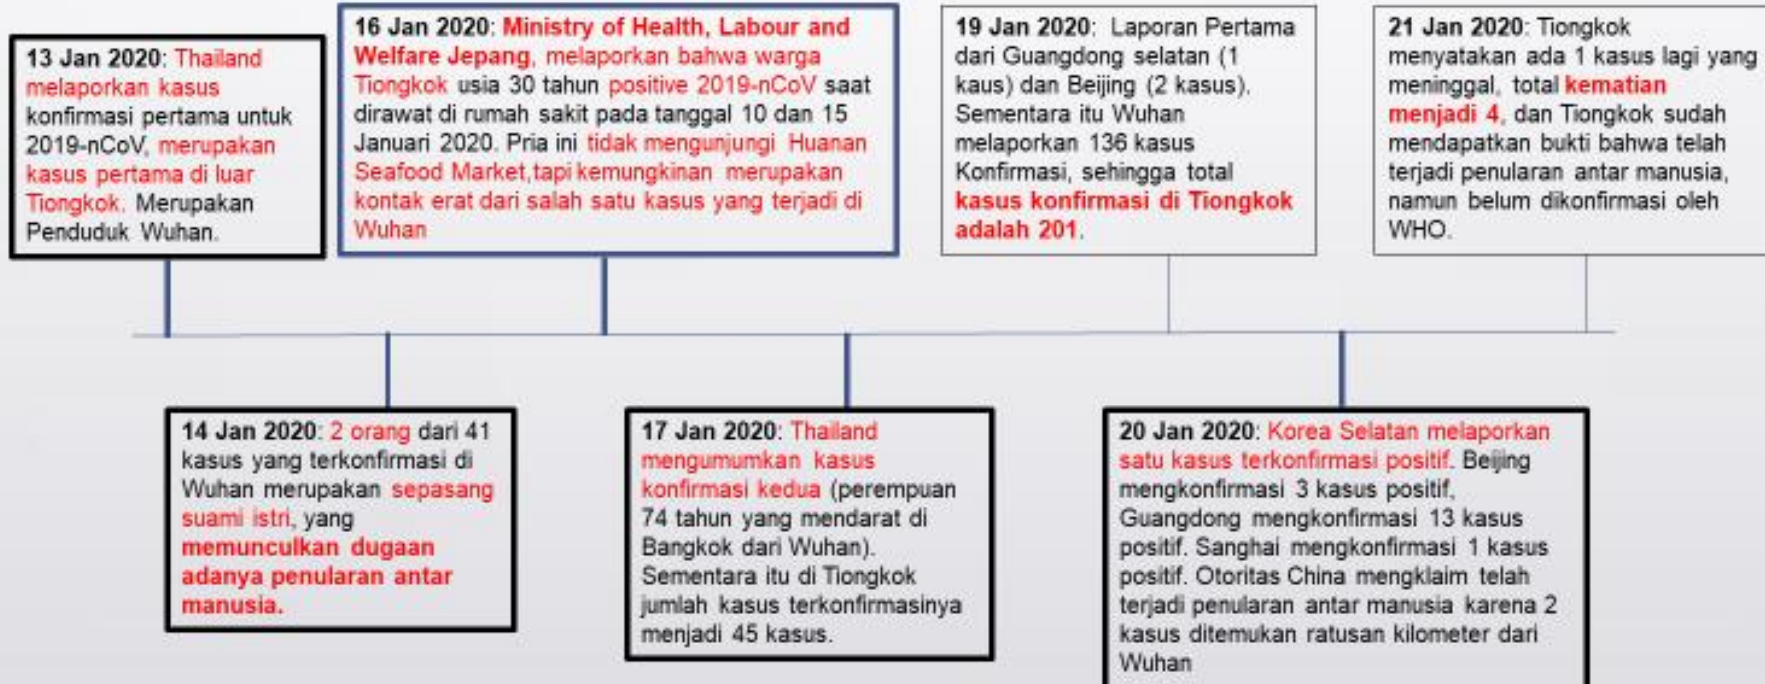 13 Jan 2020: Thailand
melaporkan kasus
konfirmasi pertama untuk
2019-nCoV, merupakan
kasus pertama di luar
Tiongkok. Merupakan
Penduduk Wuhan.
16 Jan 2020: Ministry of Health, Labour and
Welfare Jepang, melaporkan bahwa warga
Tiongkok usia 30 tahun positive 2019-nCoV saat
dirawat di rumah sakit pada tanggal 10 dan 15
Januari 2020. Pria ini tidak mengunjungi Huanan
Seafood Market,tapi kemungkinan merupakan
kontak erat dari salah satu kasus yang terjadi di
Wuhan
19 Jan 2020: Laporan Pertama
dari Guangdong selatan (1
kaus) dan Beijing (2 kasus).
Sementara itu Wuhan
melaporkan 136 kasus
Konfirmasi, sehingga total
kasus konfirmasi di Tiongkok
adalah 201.
21 Jan 2020: Tiongkok
menyatakan ada 1 kasus lagi yang
meninggal, total kematian
menjadi 4, dan Tiongkok sudah
mendapatkan bukti bahwa telah
terjadi penularan antar manusia,
namun belum dikonfirmasi oleh
WHO.
14 Jan 2020: 2 orang dari 41
kasus yang terkonfirmasi di
Wuhan merupakan sepasang
suami istri, yang
memunculkan dugaan
adanya penularan antar
manusia.
17 Jan 2020: Thailand
mengumumkan kasus
konfirmasi kedua (perempuan
74 tahun yang mendarat di
Bangkok dari Wuhan).
Sementara itu di Tiongkok
jumlah kasus terkonfirmasinya
menjadi 45 kasus.
20 Jan 2020: Korea Selatan melaporkan
satu kasus terkonfirmasi positif. Beijing
mengkonfirmasi 3 kasus positif,
Guangdong mengkonfirmasi 13 kasus
positif. Sanghai mengkonfirmasi 1 kasus
positif. Otoritas China mengklaim telah
terjadi penularan antar manusia karena 2
kasus ditemukan ratusan kilometer dari
Wuhan